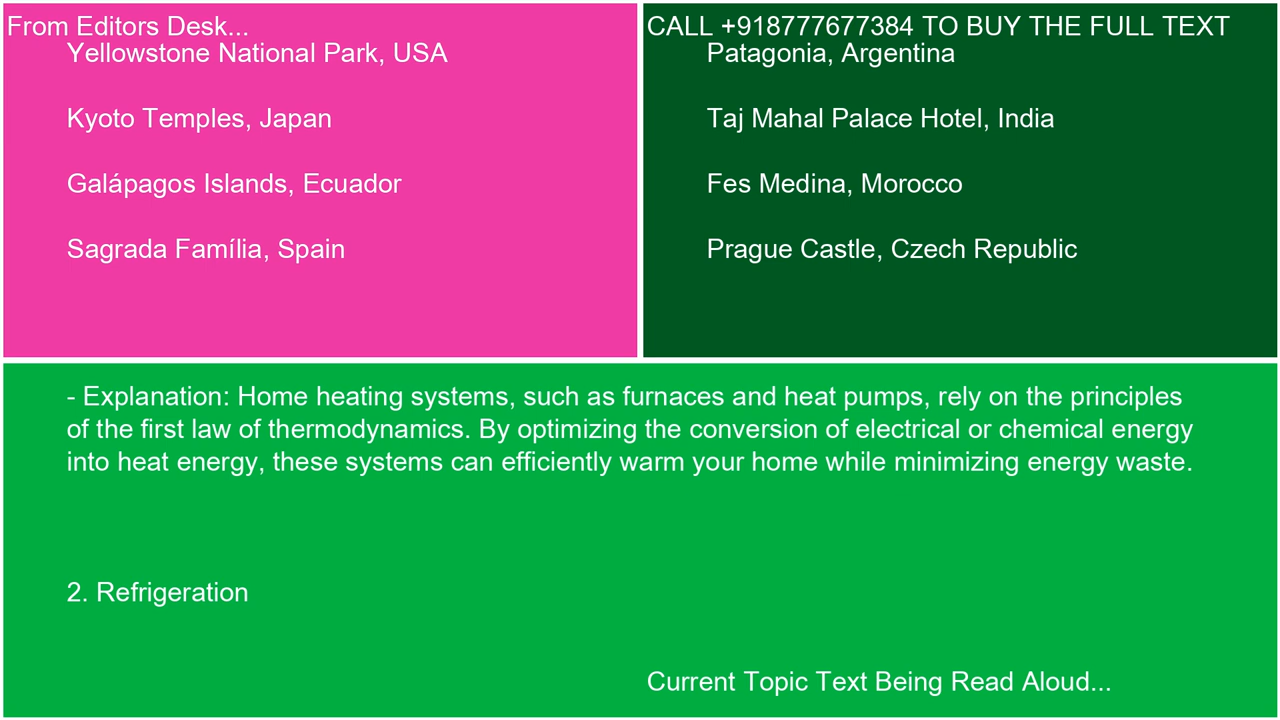 From Editors Desk...
Yellowstone National Park, USA
Kyoto Temples, Japan
Galápagos Islands, Ecuador
Sagrada Família, Spain
CALL +918777677384 TO BUY THE FULL TEXT
Patagonia, Argentina
Taj Mahal Palace Hotel, India
Fes Medina, Morocco
Prague Castle, Czech Republic
- Explanation: Home heating systems, such as furnaces and heat pumps, rely on the principles
of the first law of thermodynamics. By optimizing the conversion of electrical or chemical energy
into heat energy, these systems can efficiently warm your home while minimizing energy waste.
2. Refrigeration
Current Topic Text Being Read Aloud...